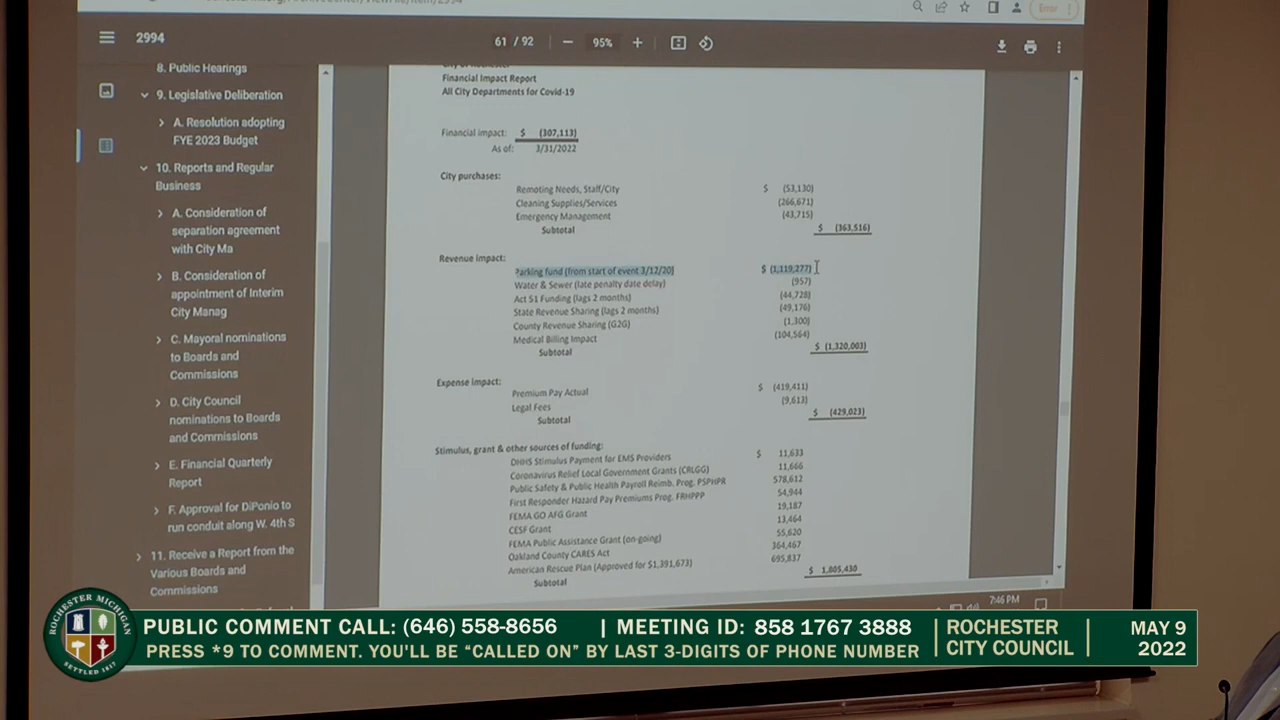 2994
61 / 92
95%
Error
8. Public Hearings
9. Legislative Deliberation
A. Resolution adopting
FYE 2023 Budget
10. Reports and Regular
Business
A. Consideration of
separation agreement
with City Ma
B. Consideration of
appointment of Interim
City Manag
C. Mayoral nominations
to Boards and
Commissions
D. City Council
nominations to Boards
and Commissions
E. Financial Quarterly
Report
F. Approval for DiPonio to
run conduit along W. 4th S
11. Receive a Report from the
Various Boards and
Commissions
Financial Impact Report
All City Departments for Covid-19
Financial impact: $ (307,113)
As of: 3/31/2022
City purchases:
Remoting Needs, Staff/City $ (53,130)
Cleaning Supplies/Services (266,671)
Emergency Management (43,715)
Subtotal $ (363,516)
Revenue impact:
Parking fund (from start of event 3/12/20) $ (1,119,277)
Water & Sewer (late penalty date delay) (957)
Act 51 Funding (lags 2 months) (44,728)
State Revenue Sharing (lags 2 months) (49,176)
County Revenue Sharing (G2G) (1,300)
Medical Billing Impact (104,564)
Subtotal $ (1,320,003)
Expense impact:
Premium Pay Actual $ (419,411)
Legal Fees (9,613)
Subtotal $ (429,023)
Stimulus, grant & other sources of funding:
DHHS Stimulus Payment for EMS Providers $ 11,633
Coronavirus Relief Local Government Grants (CRLGG) 11,666
Public Safety & Public Health Payroll Reimb. Prog. PSPHPR 578,612
First Responder Hazard Pay Premiums Prog. FRHPPP 54,944
FEMA GO AFG Grant 19,187
CESF Grant 13,464
FEMA Public Assistance Grant (on-going) 55,620
Oakland County CARES Act 364,467
American Rescue Plan (Approved for $1,391,673) 695,837
Subtotal $ 1,805,430
7:46 PM
ROCHESTER MICHIGAN
SETTLED 1817
PUBLIC COMMENT CALL: (646) 558-8656 | MEETING ID: 858 1767 3888
PRESS *9 TO COMMENT. YOU'LL BE "CALLED ON" BY LAST 3-DIGITS OF PHONE NUMBER
ROCHESTER
CITY COUNCIL
MAY 9
2022